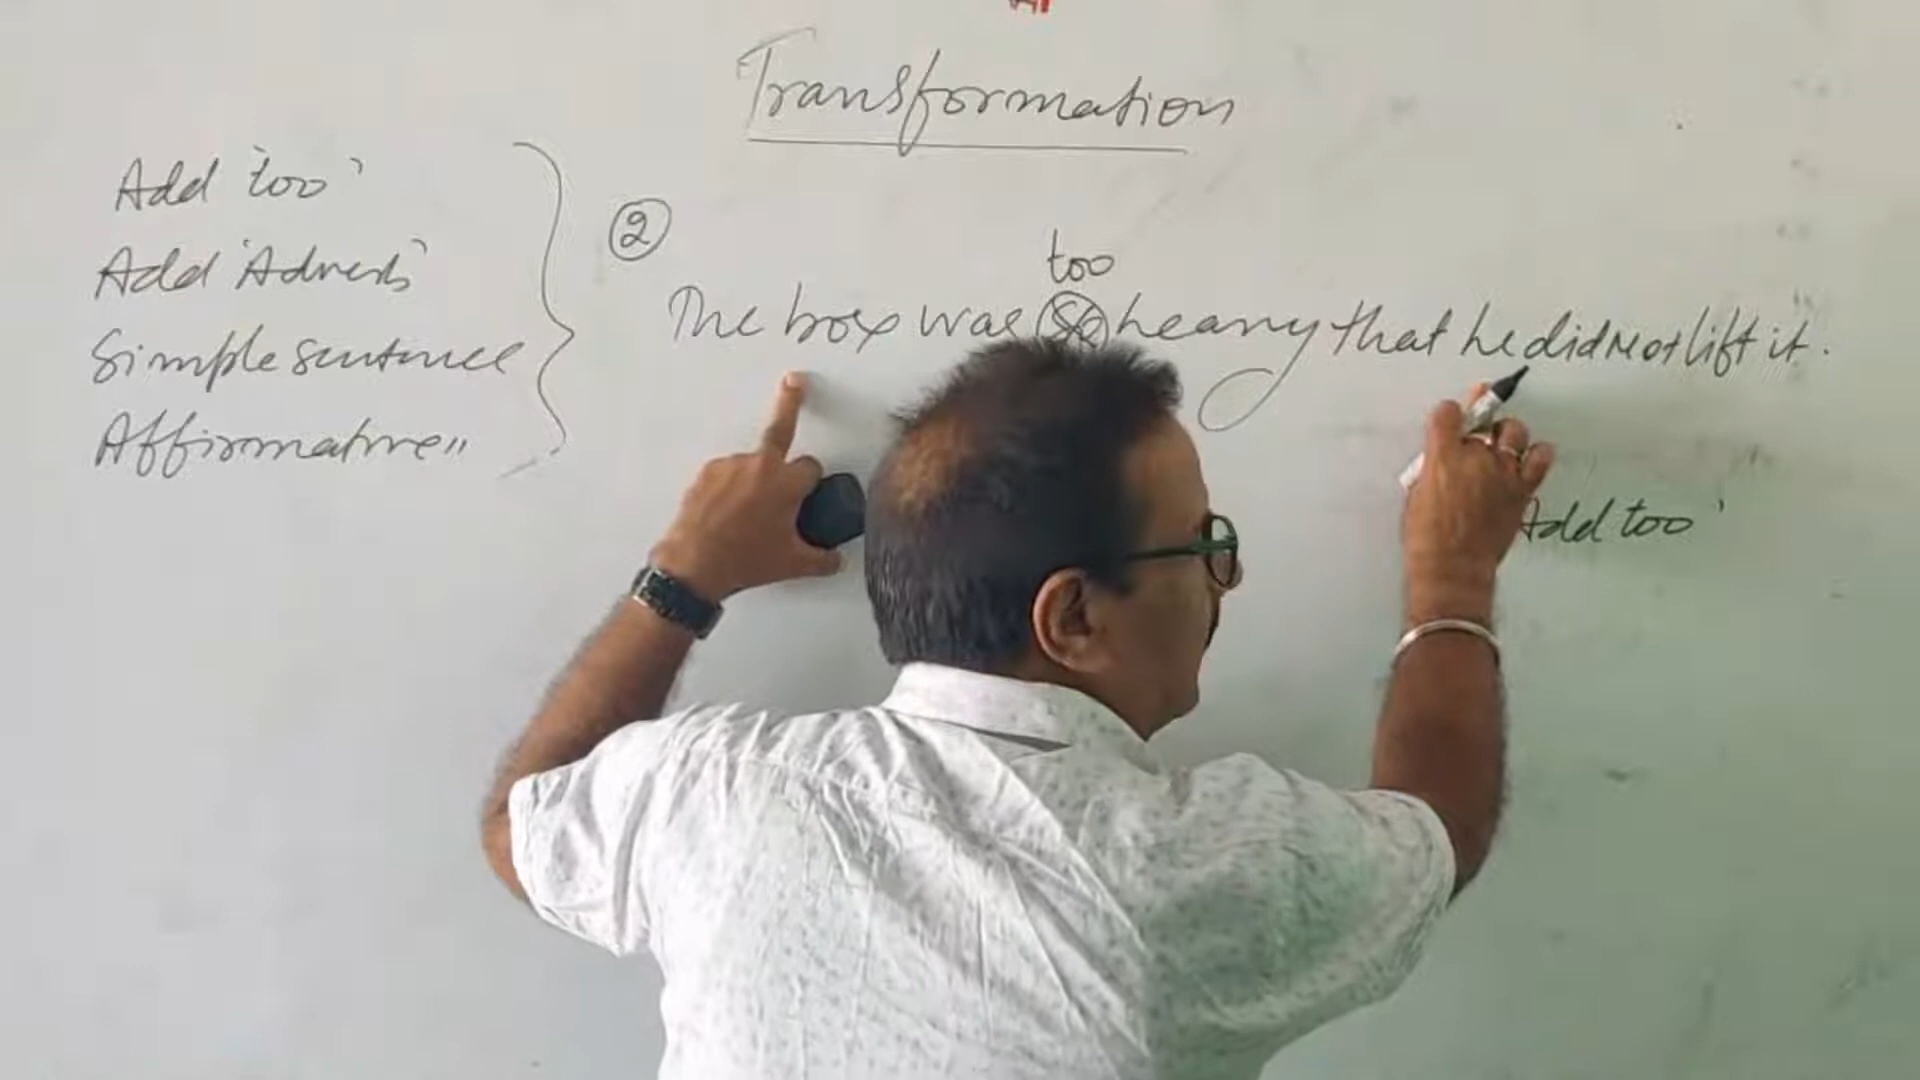 Transformation
Add 'too'
Add 'Adverb'
Simple sentence
Affirmative "
②
too
The box was so heavy that he did not lift it.
Add too'